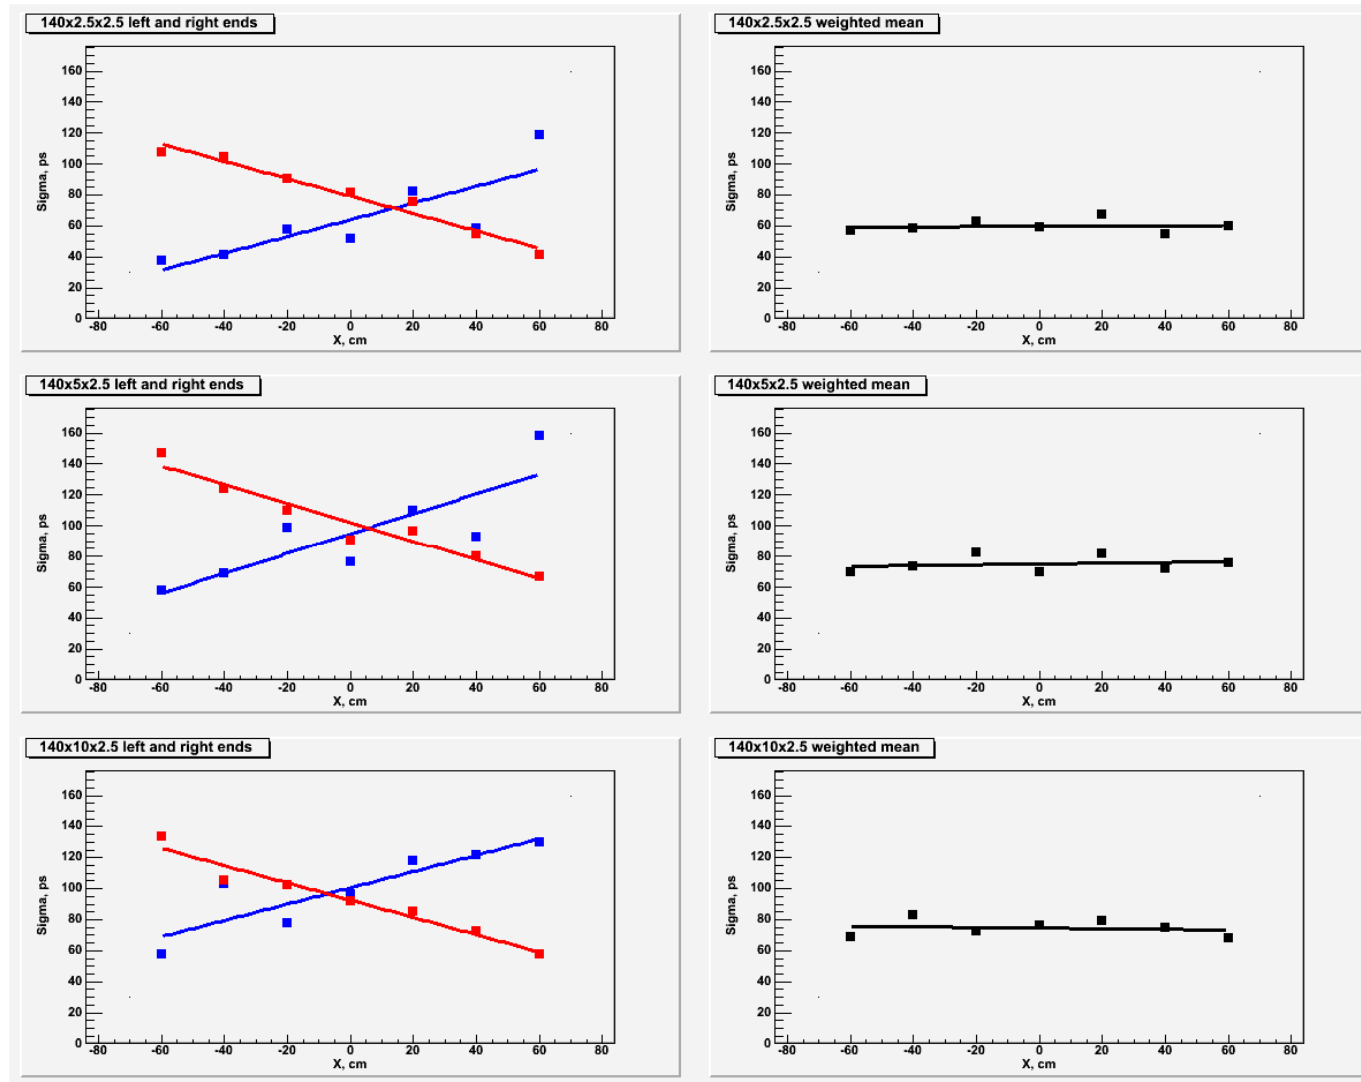 140x2.5x2.5 left and right ends
Sigma, ps
160
140
120
100
80
60
40
20
0
-80 -60 -40 -20 0 20 40 60 80
X, cm
140x2.5x2.5 weighted mean
Sigma, ps
160
140
120
100
80
60
40
20
0
-80 -60 -40 -20 0 20 40 60 80
X, cm
140x5x2.5 left and right ends
Sigma, ps
160
140
120
100
80
60
40
20
0
-80 -60 -40 -20 0 20 40 60 80
X, cm
140x5x2.5 weighted mean
Sigma, ps
160
140
120
100
80
60
40
20
0
-80 -60 -40 -20 0 20 40 60 80
X, cm
140x10x2.5 left and right ends
Sigma, ps
160
140
120
100
80
60
40
20
0
-80 -60 -40 -20 0 20 40 60 80
X, cm
140x10x2.5 weighted mean
Sigma, ps
160
140
120
100
80
60
40
20
0
-80 -60 -40 -20 0 20 40 60 80
X, cm